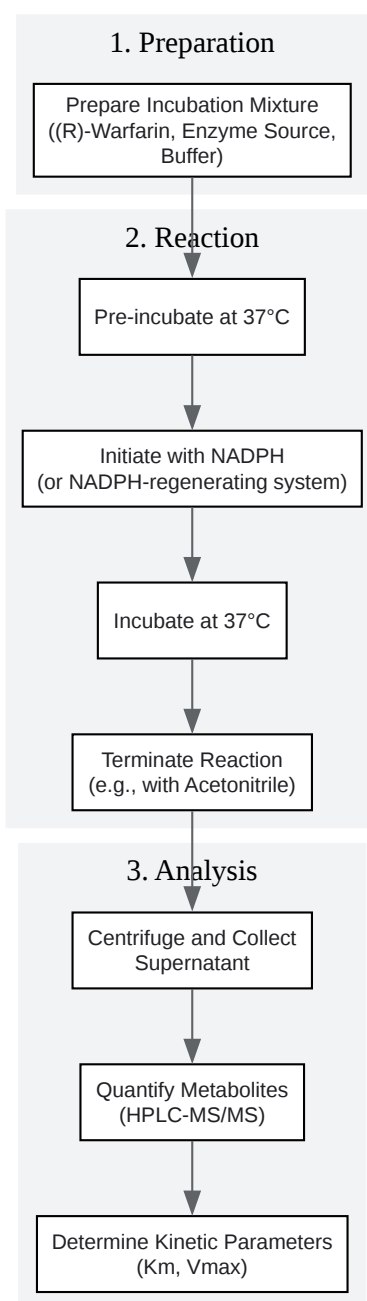 1. Preparation
Prepare Incubation Mixture
((R)-Warfarin, Enzyme Source,
Buffer)
2. Reaction
Pre-incubate at 37°C
Initiate with NADPH
(or NADPH-regenerating system)
Incubate at 37°C
Terminate Reaction
(e.g., with Acetonitrile)
3. Analysis
Centrifuge and Collect
Supernatant
Quantify Metabolites
(HPLC-MS/MS)
Determine Kinetic Parameters
(Km, Vmax)